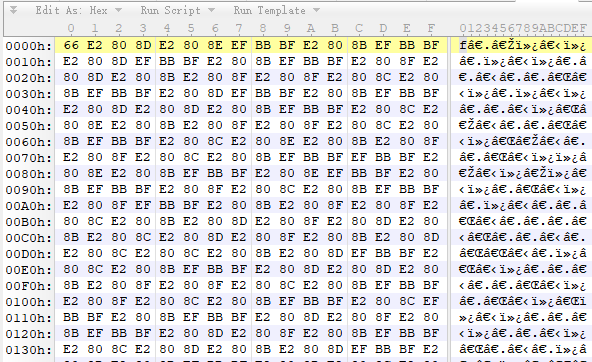 Edit As: Hex Run Script Run Template
0 1 2 3 4 5 6 7 8 9 A B C D E F 0123456789ABCDEF
0000h: 66 E2 80 8D E2 80 8E EF BB BF E2 80 8B EF BB BF fâ€.â€Žï»¿â€‹ï»¿
0010h: E2 80 8D EF BB BF E2 80 8B EF BB BF E2 80 8F E2 â€.ï»¿â€‹ï»¿â€.â
0020h: 80 8D E2 80 8B E2 80 8F E2 80 8F E2 80 8C E2 80 €.â€‹â€.â€.â€Œâ€
0030h: 8B EF BB BF E2 80 8D EF BB BF E2 80 8B EF BB BF ‹ï»¿â€.ï»¿â€‹ï»¿
0040h: E2 80 8D E2 80 8D E2 80 8B EF BB BF E2 80 8C E2 â€.â€.â€‹ï»¿â€Œâ
0050h: 80 8E E2 80 8B E2 80 8F E2 80 8F E2 80 8C E2 80 €Žâ€‹â€.â€.â€Œâ€
0060h: 8B EF BB BF E2 80 8C E2 80 8E E2 80 8B E2 80 8F ‹ï»¿â€Œâ€Žâ€‹â€.
0070h: E2 80 8F E2 80 8C E2 80 8B EF BB BF EF BB BF E2 â€.â€Œâ€‹ï»¿ï»¿â
0080h: 80 8E E2 80 8B EF BB BF E2 80 8E EF BB BF E2 80 €Žâ€‹ï»¿â€Žï»¿â€
0090h: 8B EF BB BF E2 80 8F E2 80 8C E2 80 8B EF BB BF ‹ï»¿â€.â€Œâ€‹ï»¿
00A0h: E2 80 8F EF BB BF E2 80 8B E2 80 8F E2 80 8F E2 â€.ï»¿â€‹â€.â€.â
00B0h: 80 8C E2 80 8B E2 80 8D E2 80 8F E2 80 8D E2 80 €Œâ€‹â€.â€.â€.â€
00C0h: 8B E2 80 8C E2 80 8D E2 80 8F E2 80 8B E2 80 8D ‹â€Œâ€.â€.â€‹â€.
00D0h: E2 80 8C E2 80 8C E2 80 8B E2 80 8D EF BB BF E2 â€Œâ€Œâ€‹â€.ï»¿â
00E0h: 80 8C E2 80 8B EF BB BF E2 80 8D E2 80 8D E2 80 €Œâ€‹ï»¿â€.â€.â€
00F0h: 8B E2 80 8F E2 80 8F E2 80 8C E2 80 8B EF BB BF ‹â€.â€.â€Œâ€‹ï»¿
0100h: E2 80 8F E2 80 8C E2 80 8B EF BB BF E2 80 8C EF â€.â€Œâ€‹ï»¿â€Œï
0110h: BB BF E2 80 8B EF BB BF E2 80 8D E2 80 8F E2 80 »¿â€‹ï»¿â€.â€.â€
0120h: 8B EF BB BF E2 80 8D E2 80 8F E2 80 8B EF BB BF ‹ï»¿â€.â€.â€‹ï»¿
0130h: E2 80 8C E2 80 8D E2 80 8B E2 80 8D EF BB BF E2 â€Œâ€.â€‹â€.ï»¿â